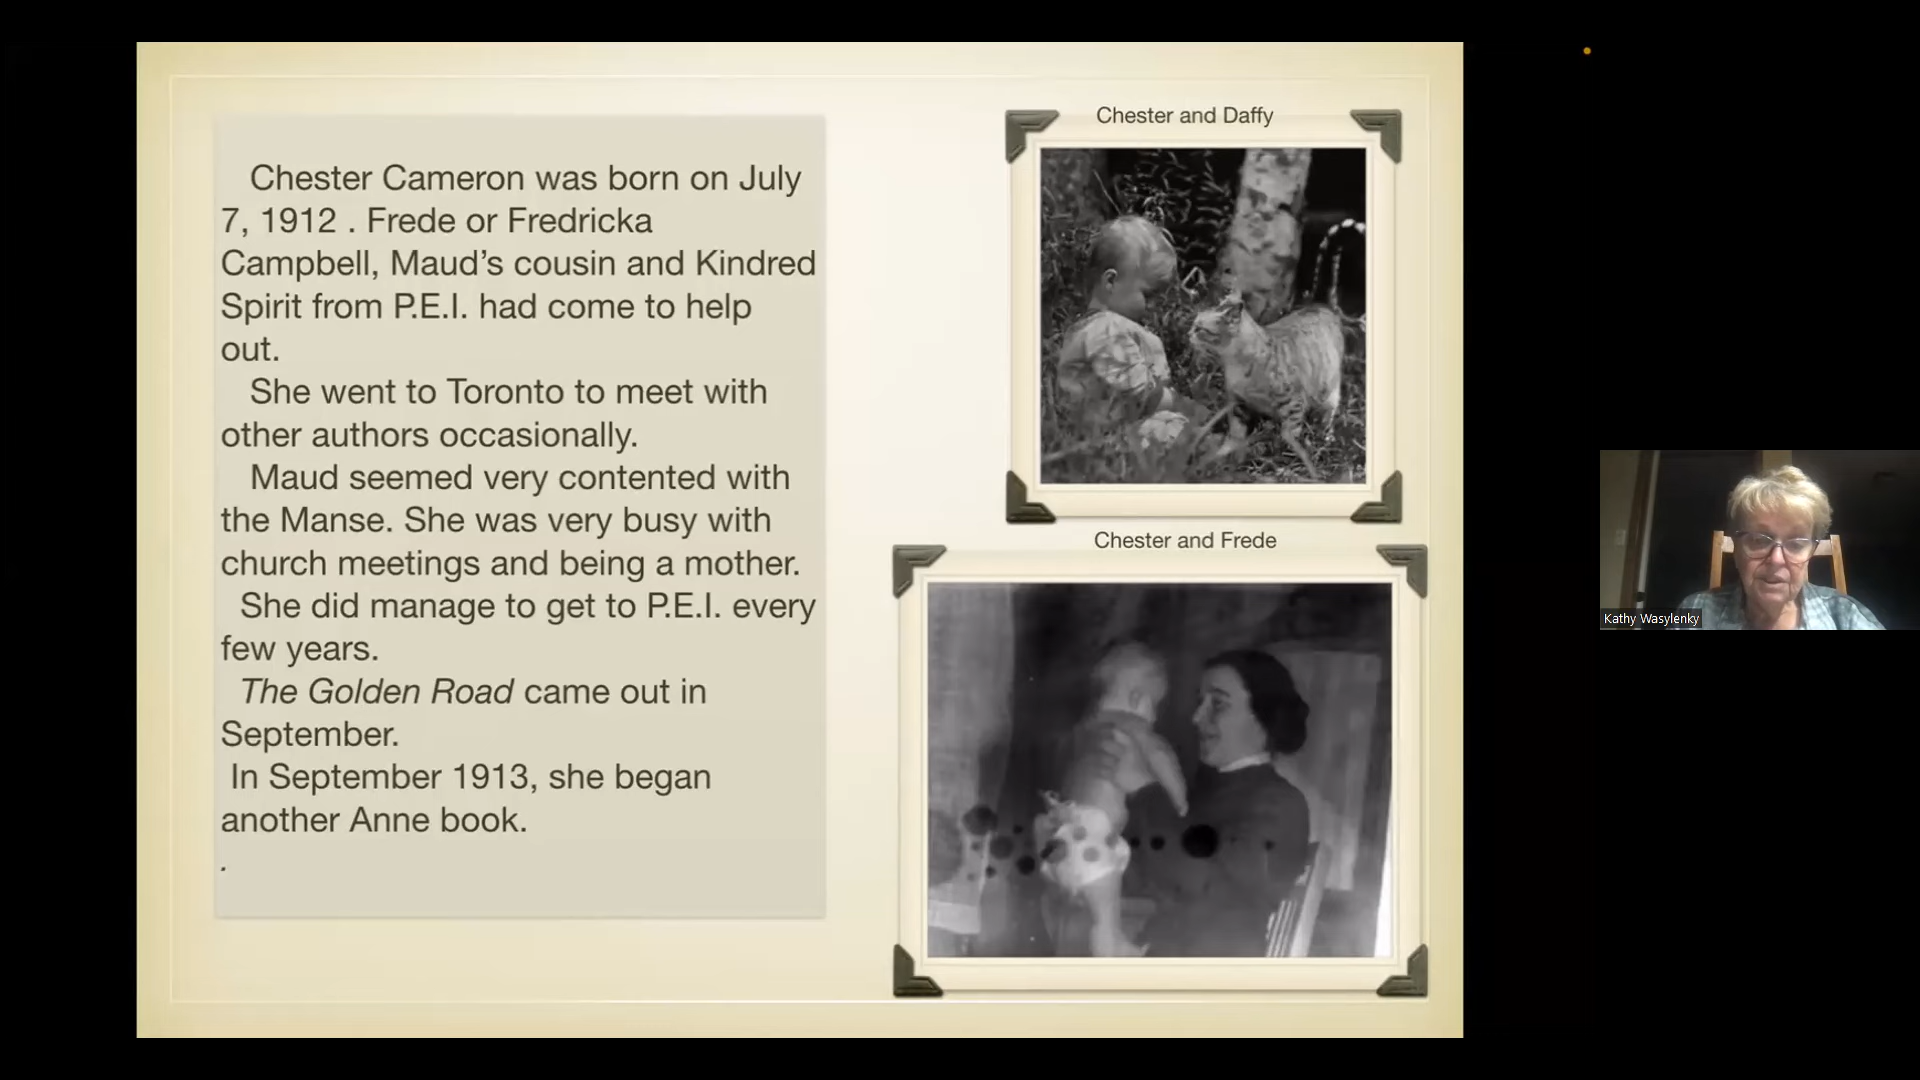 Chester Cameron was born on July
7, 1912 . Frede or Fredricka
Campbell, Maud’s cousin and Kindred
Spirit from P.E.I. had come to help
out.
She went to Toronto to meet with
other authors occasionally.
Maud seemed very contented with
the Manse. She was very busy with
church meetings and being a mother.
She did manage to get to P.E.I. every
few years.
The Golden Road came out in
September.
In September 1913, she began
another Anne book.
.
Chester and Daffy
Chester and Frede
Kathy Wasylenky